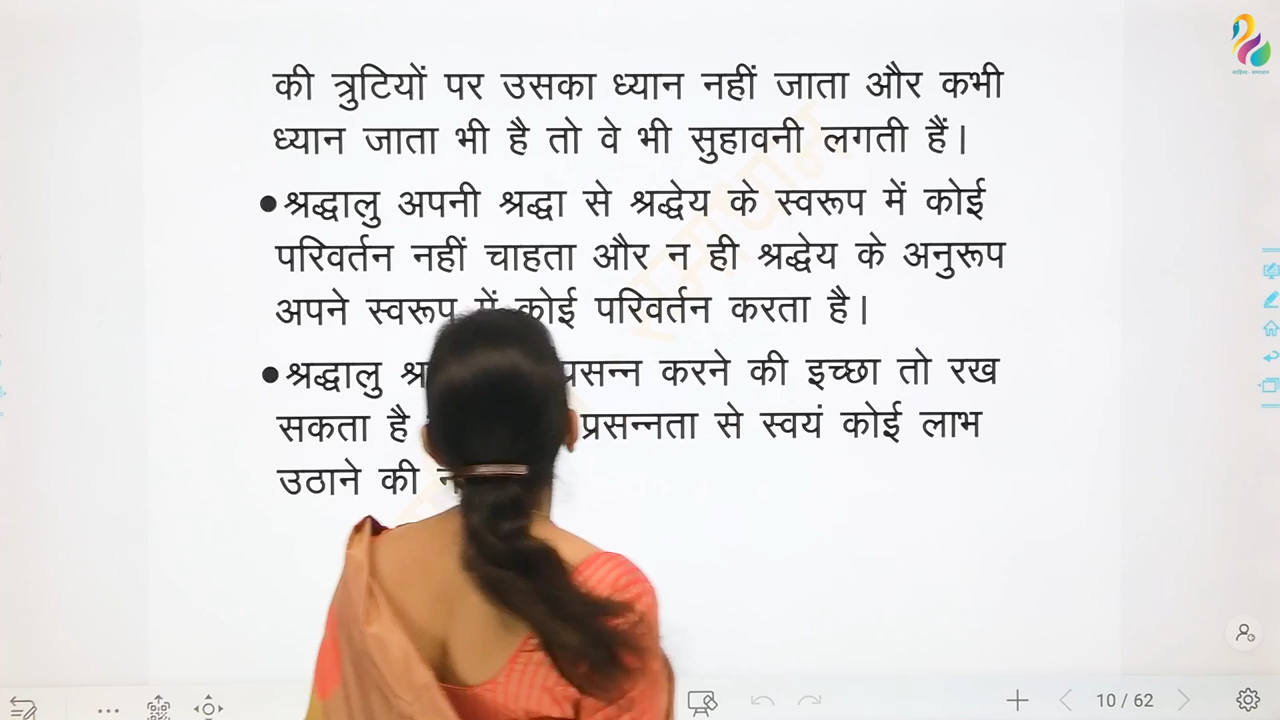 की त्रुटियों पर उसका ध्यान नहीं जाता और कभी
ध्यान जाता भी है तो वे भी सुहावनी लगती हैं।
•श्रद्धालु अपनी श्रद्धा से श्रद्धेय के स्वरूप में कोई
परिवर्तन नहीं चाहता और न ही श्रद्धेय के अनुरूप
अपने स्वरूप में कोई परिवर्तन करता है।
•श्रद्धालु करने की इच्छा तो रख
सकता है प्रसन्नता से स्वयं कोई लाभ
उठाने की
10 / 62